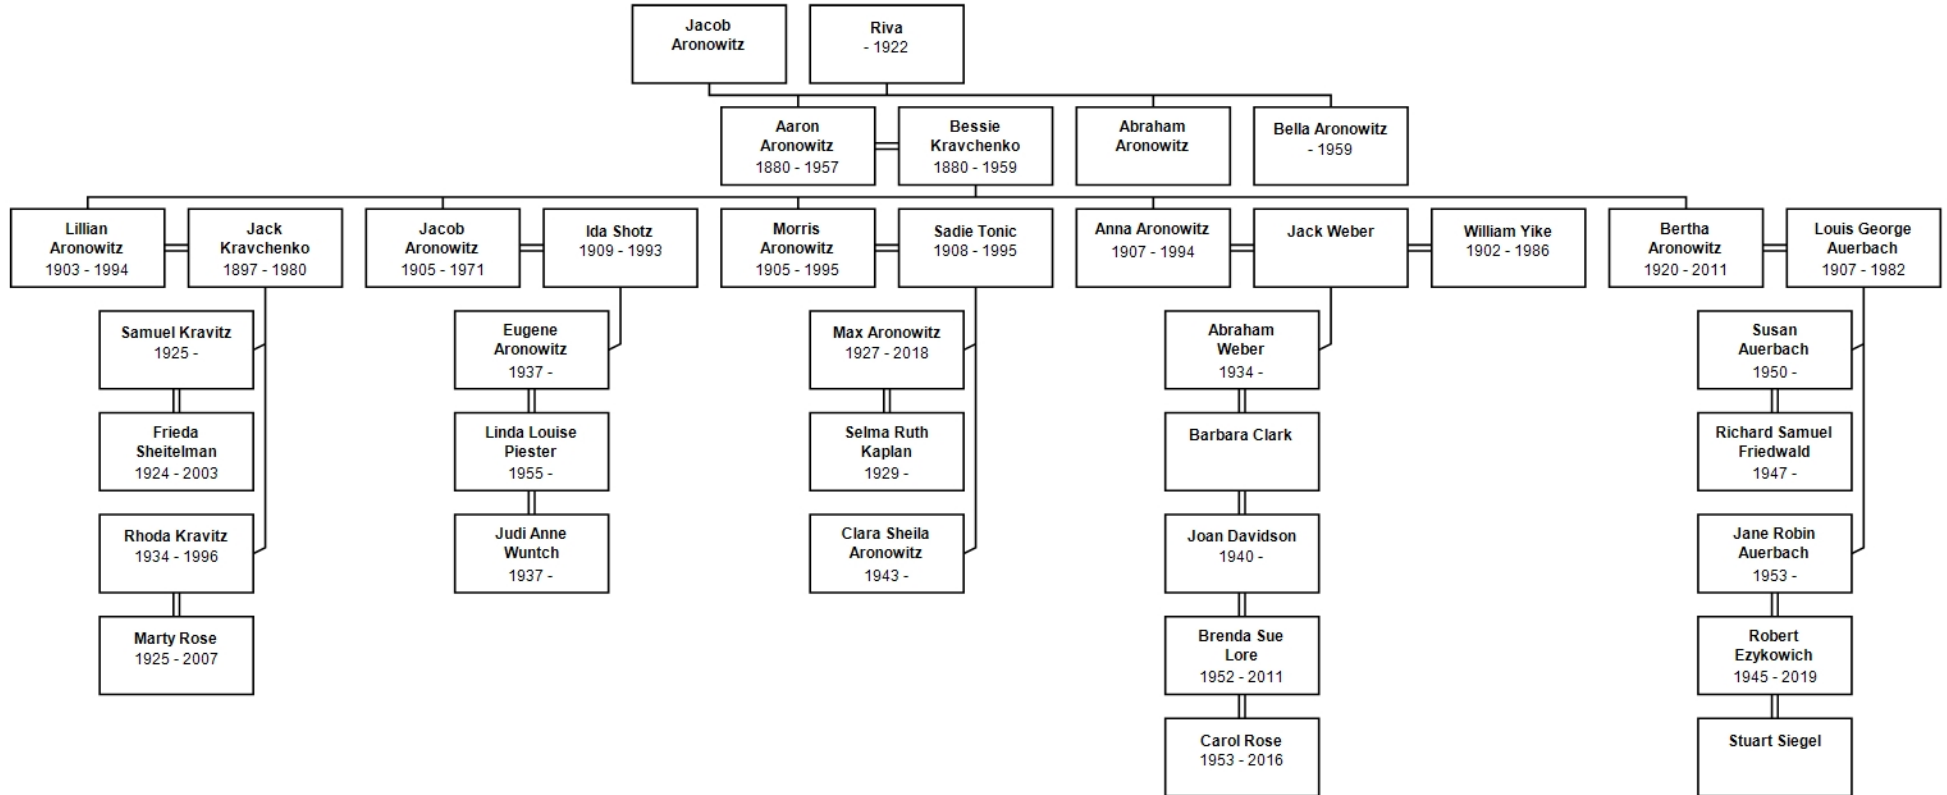 Jacob
Aronowitz
Riva
- 1922
Aaron
Aronowitz
1880 - 1957
Bessie
Kravchenko
1880 - 1959
Abraham
Aronowitz
Bella Aronowitz
- 1959
Lillian
Aronowitz
1903 - 1994
Jack
Kravchenko
1897 - 1980
Jacob
Aronowitz
1905 - 1971
Ida Shotz
1909 - 1993
Morris
Aronowitz
1905 - 1995
Sadie Tonic
1908 - 1995
Anna Aronowitz
1907 - 1994
Jack Weber
William Yike
1902 - 1986
Bertha
Aronowitz
1920 - 2011
Louis George
Auerbach
1907 - 1982
Samuel Kravitz
1925 -
Eugene
Aronowitz
1937 -
Max Aronowitz
1927 - 2018
Abraham
Weber
1934 -
Susan
Auerbach
1950 -
Frieda
Sheitelman
1924 - 2003
Linda Louise
Piester
1955 -
Selma Ruth
Kaplan
1929 -
Barbara Clark
Richard Samuel
Friedwald
1947 -
Rhoda Kravitz
1934 - 1996
Judi Anne
Wuntch
1937 -
Clara Sheila
Aronowitz
1943 -
Joan Davidson
1940 -
Jane Robin
Auerbach
1953 -
Marty Rose
1925 - 2007
Brenda Sue
Lore
1952 - 2011
Robert
Ezykowich
1945 - 2019
Carol Rose
1953 - 2016
Stuart Siegel